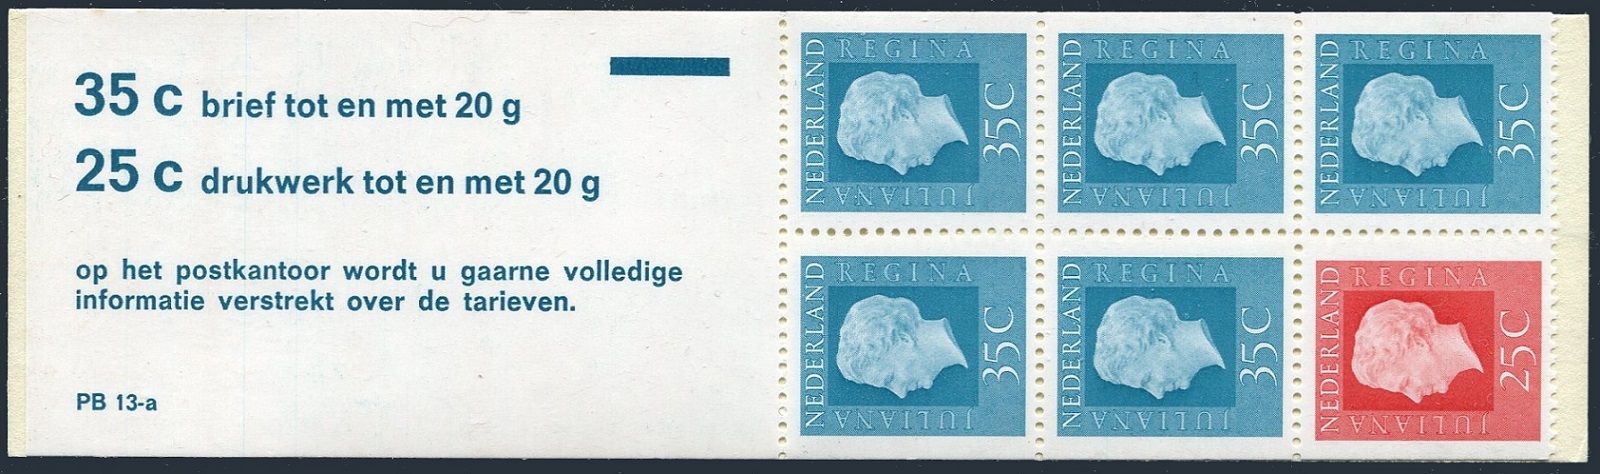 35 c brief tot en met 20 g
25 c drukwerk tot en met 20 g
op het postkantoor wordt u gaarne volledige
informatie verstrekt over de tarieven.
PB 13-a
NEDERLAND
REGINA
35C
JULIANA
NEDERLAND
REGINA
35C
JULIANA
NEDERLAND
REGINA
35C
JULIANA
NEDERLAND
REGINA
35C
JULIANA
NEDERLAND
REGINA
35C
JULIANA
NEDERLAND
REGINA
25C
JULIANA